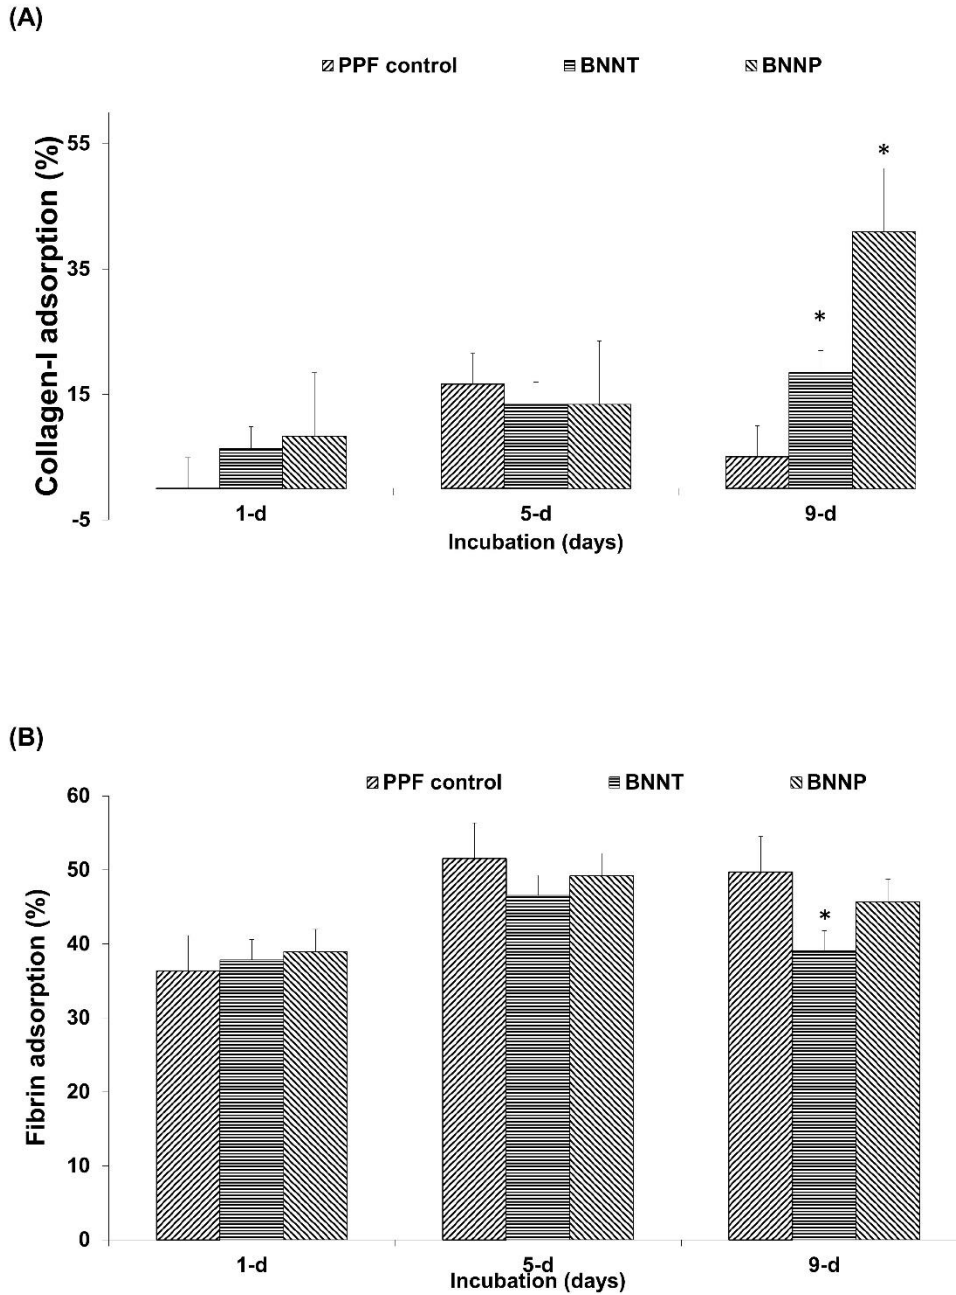 (A)
PPF control BNNT BNNP
Collagen-I adsorption (%)
55
35
15
-5
*
*
1-d 5-d 9-d
Incubation (days)
(B)
PPF control BNNT BNNP
Fibrin adsorption (%)
60
50
40
30
20
10
0
*
1-d 5-d 9-d
Incubation (days)